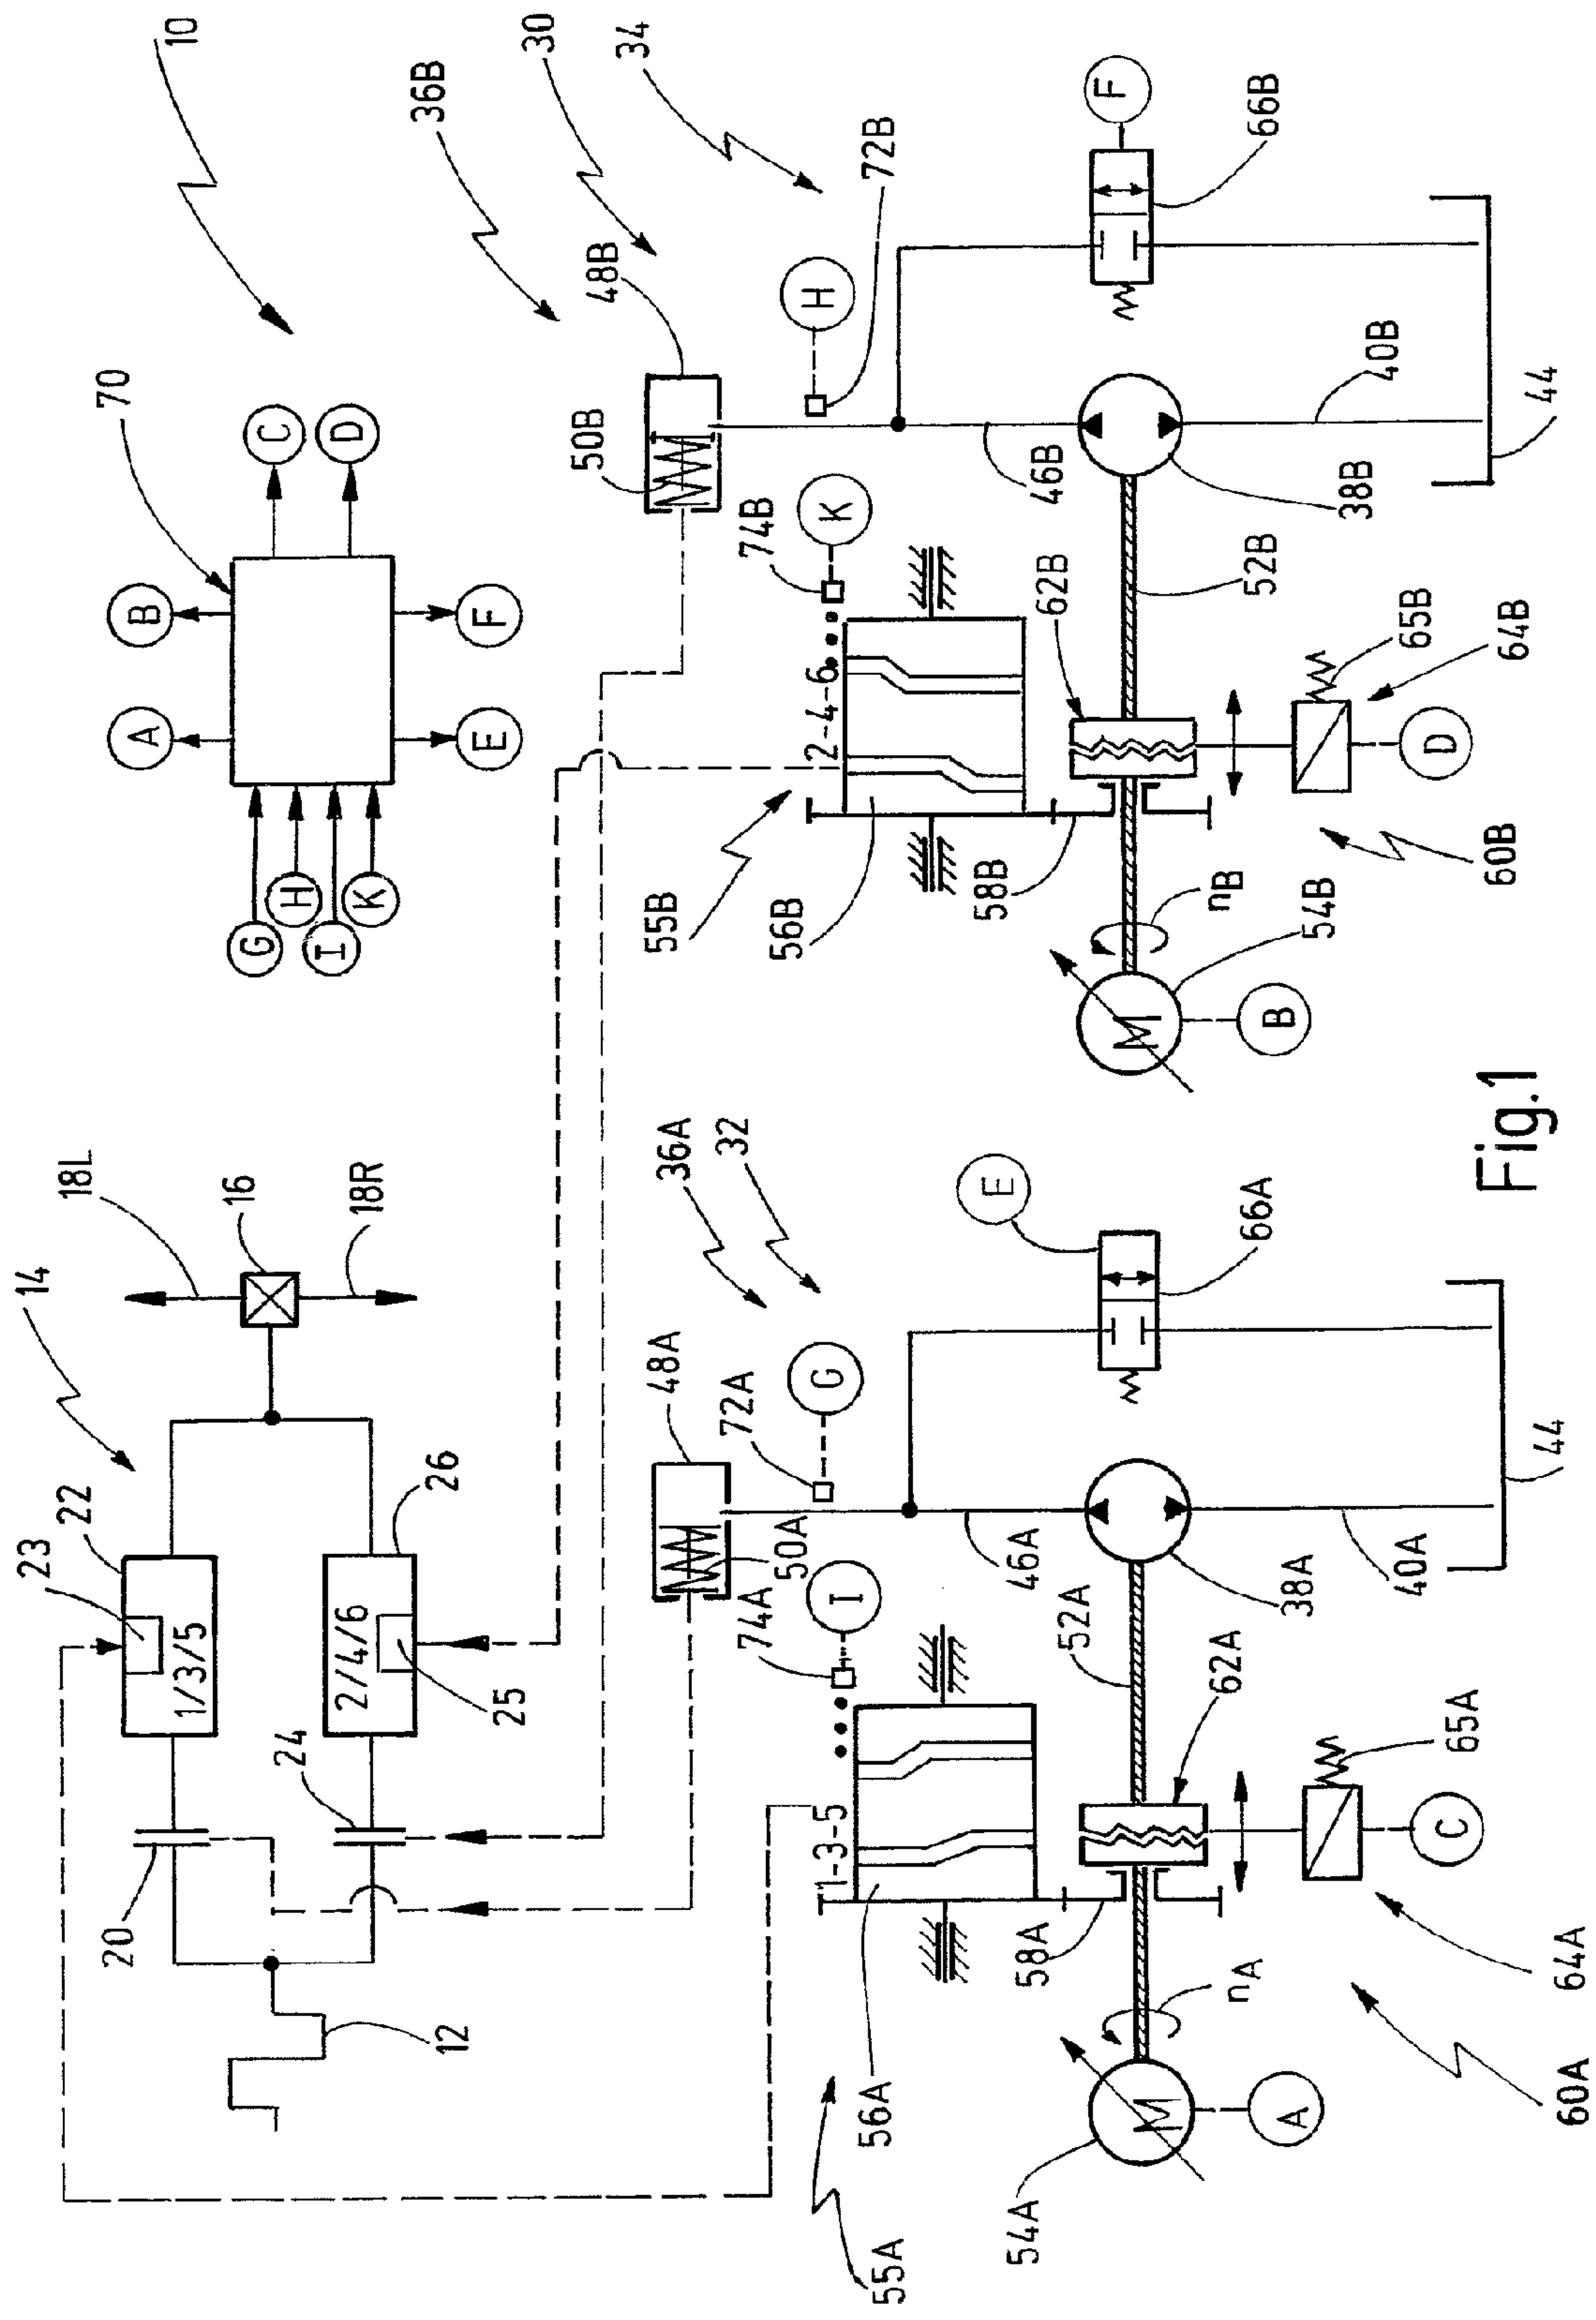 10
14
18L
16
18R
22
23
1/3/5
20
12
24
2/4/6
25
26
70
A
B
C
D
E
F
G
H
I
K
36B
30
34
48B
50B
H
72B
K
74B
2-4-6
55B
56B
58B
62B
52B
46B
38B
40B
44
F
66B
M
B
nB
54B
60B
D
64B
65B
36A
32
48A
50A
72A
G
74A
I
1-3-5
55A
56A
58A
62A
52A
46A
38A
40A
44
E
66A
M
A
nA
54A
60A
C
64A
65A
Fig.1